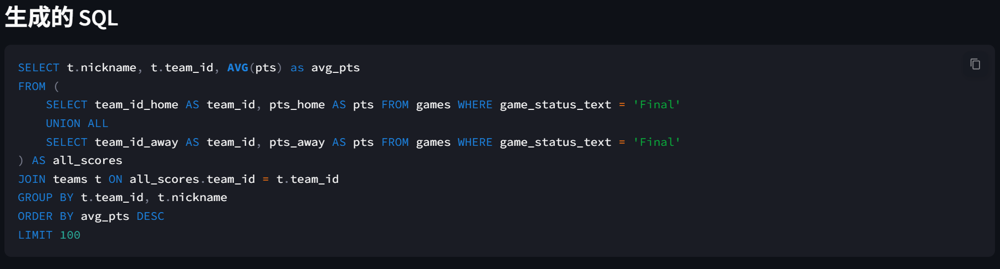 生成的 SQL
SELECT t.nickname, t.team_id, AVG(pts) as avg_pts
FROM (
    SELECT team_id_home AS team_id, pts_home AS pts FROM games WHERE game_status_text = 'Final'
    UNION ALL
    SELECT team_id_away AS team_id, pts_away AS pts FROM games WHERE game_status_text = 'Final'
) AS all_scores
JOIN teams t ON all_scores.team_id = t.team_id
GROUP BY t.team_id, t.nickname
ORDER BY avg_pts DESC
LIMIT 100